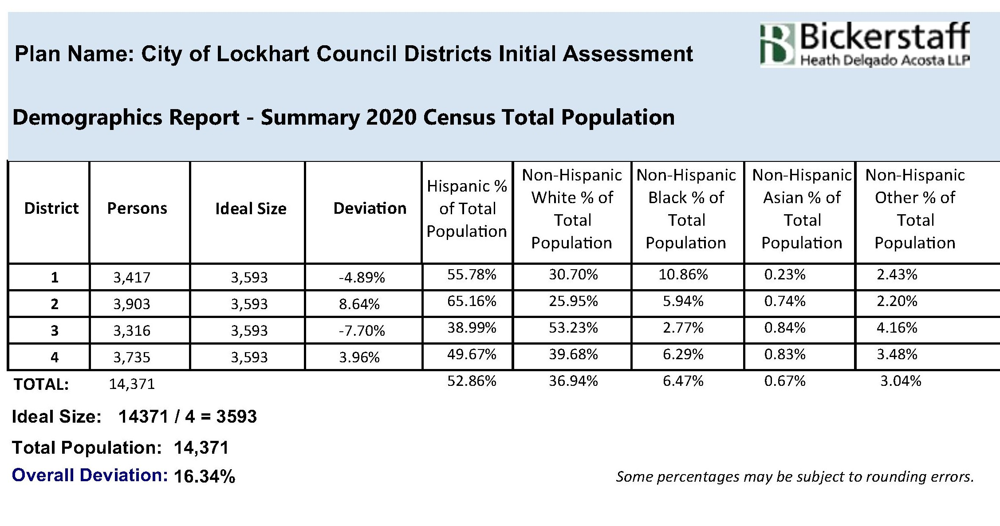 Plan Name: City of Lockhart Council Districts Initial Assessment
Bickerstaff
Heath Delgado Acosta LLP
Demographics Report - Summary 2020 Census Total Population
District
Persons
Ideal Size
Deviation
Hispanic %
of Total
Population
Non-Hispanic
White % of
Total
Population
Non-Hispanic
Black % of
Total
Population
Non-Hispanic
Asian % of
Total
Population
Non-Hispanic
Other % of
Total
Population
1 3,417 3,593 -4.89% 55.78% 30.70% 10.86% 0.23% 2.43%
2 3,903 3,593 8.64% 65.16% 25.95% 5.94% 0.74% 2.20%
3 3,316 3,593 -7.70% 38.99% 53.23% 2.77% 0.84% 4.16%
4 3,735 3,593 3.96% 49.67% 39.68% 6.29% 0.83% 3.48%
TOTAL: 14,371 52.86% 36.94% 6.47% 0.67% 3.04%
Ideal Size: 14371 / 4 = 3593
Total Population: 14,371
Overall Deviation: 16.34%
Some percentages may be subject to rounding errors.